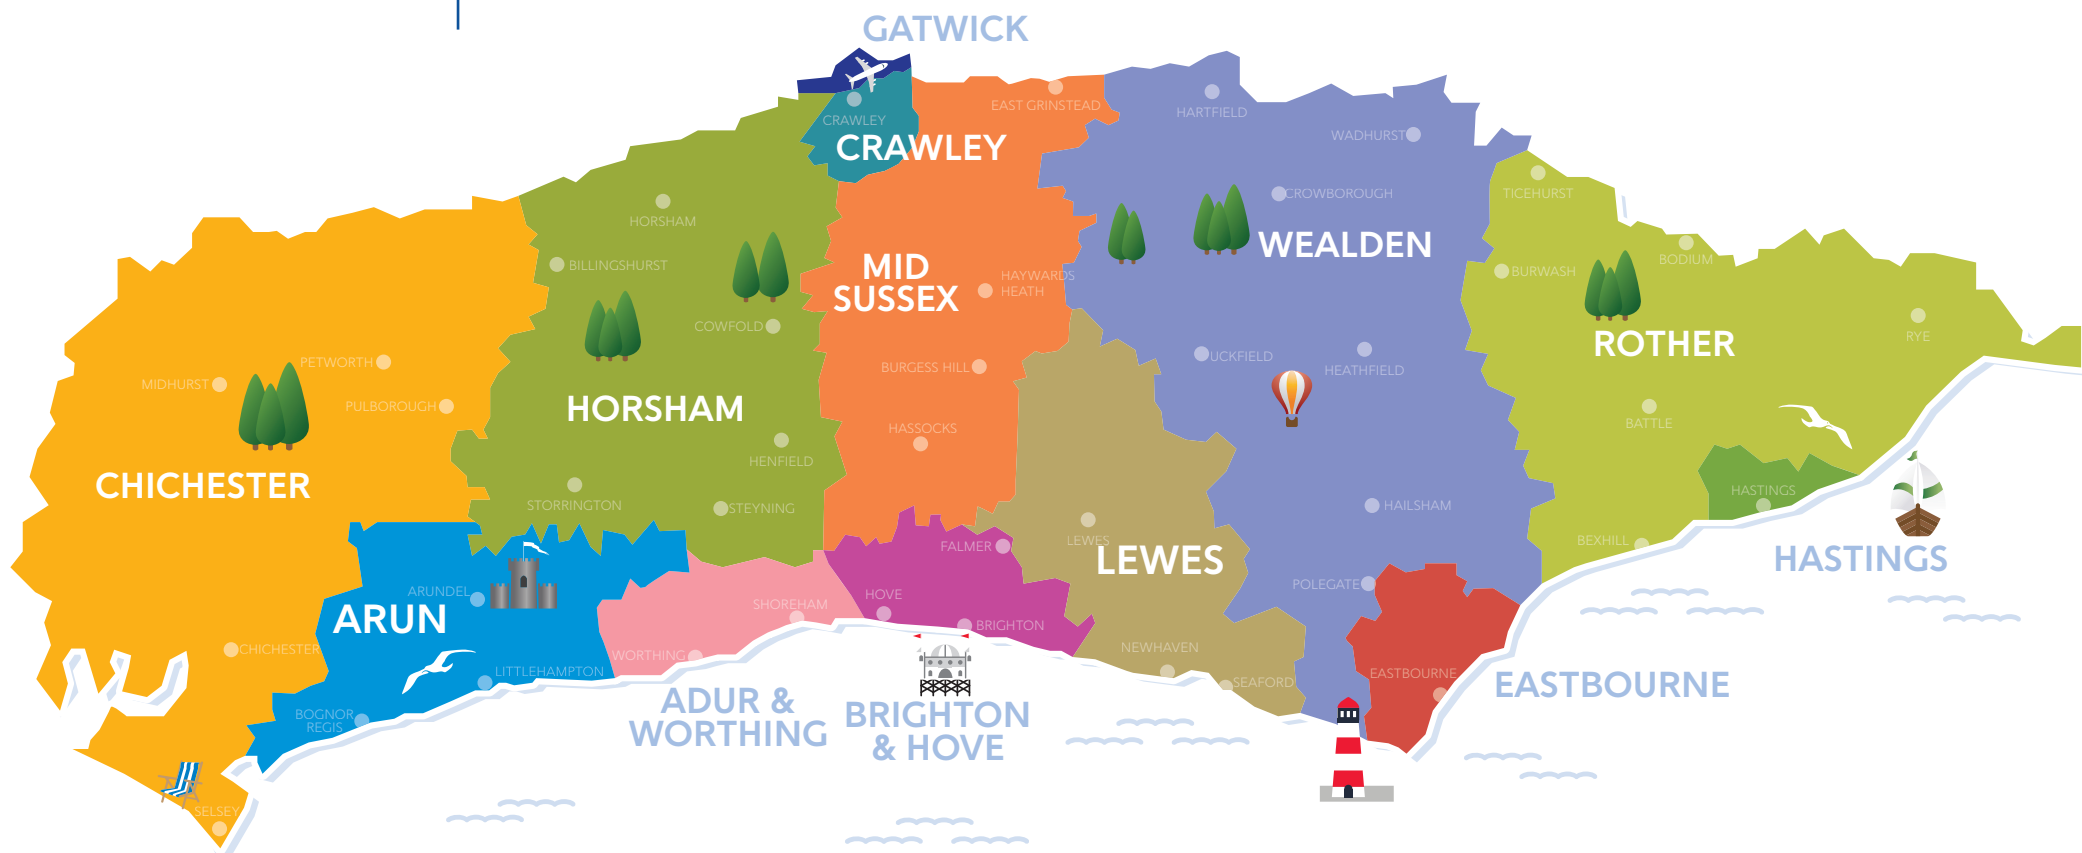 GATWICK
CRAWLEY
CRAWLEY
EAST GRINSTEAD
HARTFIELD
WADHURST
CROWBOROUGH
TICEHURST
HORSHAM
BILLINGSHURST
COWFOLD
MID
SUSSEX
HAYWARDS
HEATH
WEALDEN
BURWASH
BODIUM
ROTHER
RYE
MIDHURST
PETWORTH
PULBOROUGH
HORSHAM
BURGESS HILL
HASSOCKS
UCKFIELD
HEATHFIELD
BATTLE
CHICHESTER
STORRINGTON
HENFIELD
STEYNING
HAILSHAM
HASTINGS
BEXHILL
HASTINGS
FALMER
LEWES
LEWES
POLEGATE
ARUNDEL
ARUN
SHOREHAM
HOVE
BRIGHTON
CHICHESTER
LITTLEHAMPTON
WORTHING
NEWHAVEN
SEAFORD
EASTBOURNE
EASTBOURNE
BOGNOR
REGIS
ADUR &
WORTHING
BRIGHTON
& HOVE
SELSEY